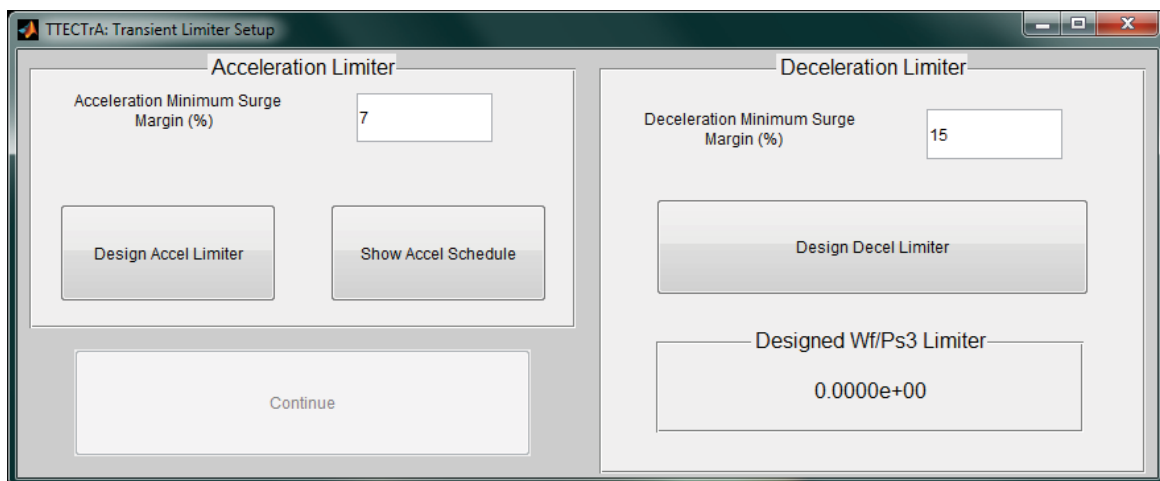 TTECTrA: Transient Limiter Setup
Acceleration Limiter
Acceleration Minimum Surge
Margin (%)
7
Design Accel Limiter
Show Accel Schedule
Continue
Deceleration Limiter
Deceleration Minimum Surge
Margin (%)
15
Design Decel Limiter
Designed Wf/Ps3 Limiter
0.0000e+00